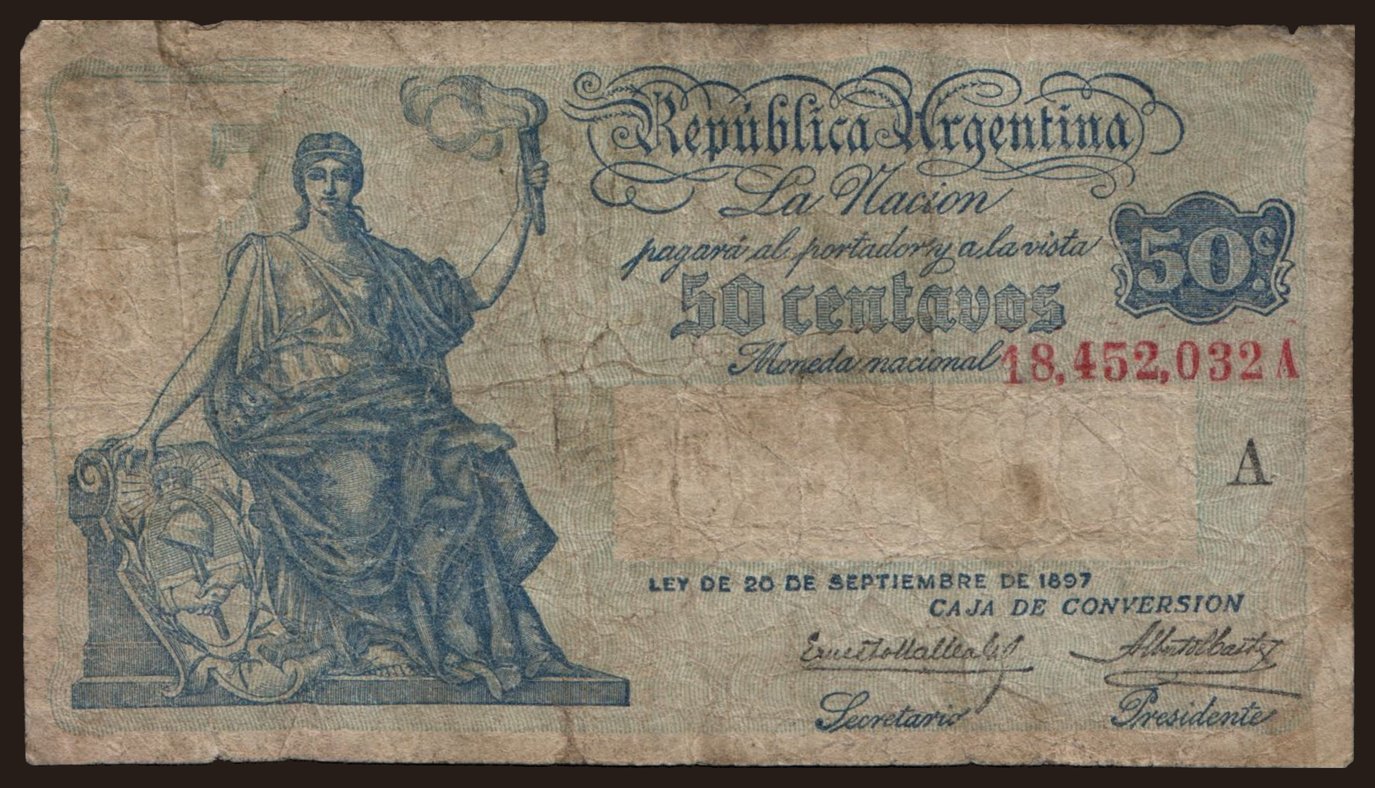 República Argentina
La Nacion
pagará al portador y a la vista
50 centavos
50 c.
Moneda nacional
18,452,032 A
A
LEY DE 20 DE SEPTIEMBRE DE 1897
CAJA DE CONVERSION
Secretario
Presidente